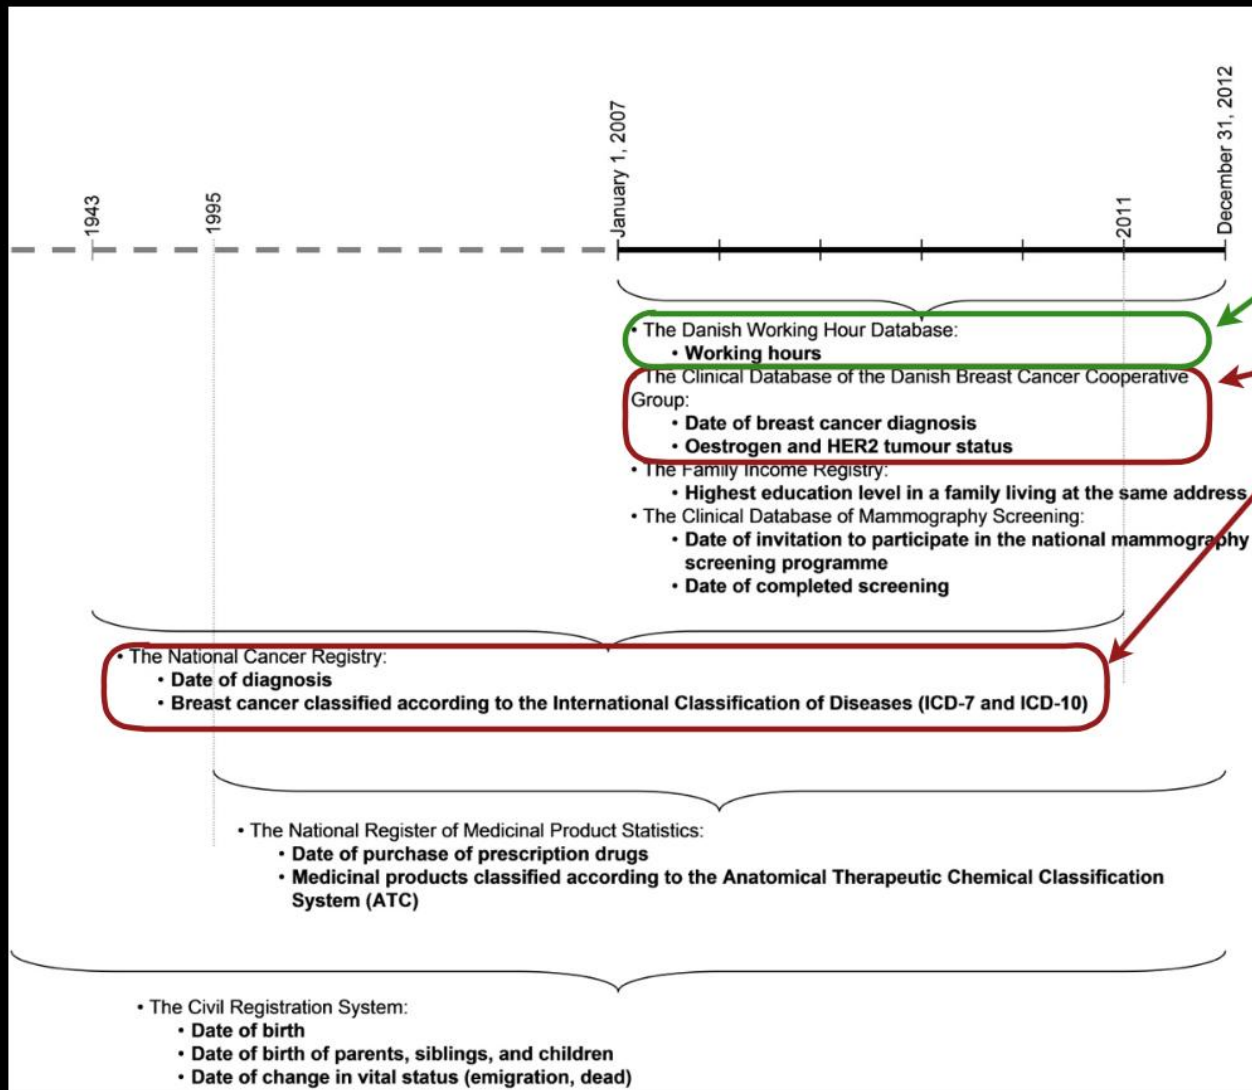 1943
1995
January 1, 2007
2011
December 31, 2012
• The Danish Working Hour Database:
• Working hours
The Clinical Database of the Danish Breast Cancer Cooperative
Group:
• Date of breast cancer diagnosis
• Oestrogen and HER2 tumour status
• The Family Income Registry:
• Highest education level in a family living at the same address
• The Clinical Database of Mammography Screening:
• Date of invitation to participate in the national mammography
screening programme
• Date of completed screening
• The National Cancer Registry:
• Date of diagnosis
• Breast cancer classified according to the International Classification of Diseases (ICD-7 and ICD-10)
• The National Register of Medicinal Product Statistics:
• Date of purchase of prescription drugs
• Medicinal products classified according to the Anatomical Therapeutic Chemical Classification
System (ATC)
• The Civil Registration System:
• Date of birth
• Date of birth of parents, siblings, and children
• Date of change in vital status (emigration, dead)